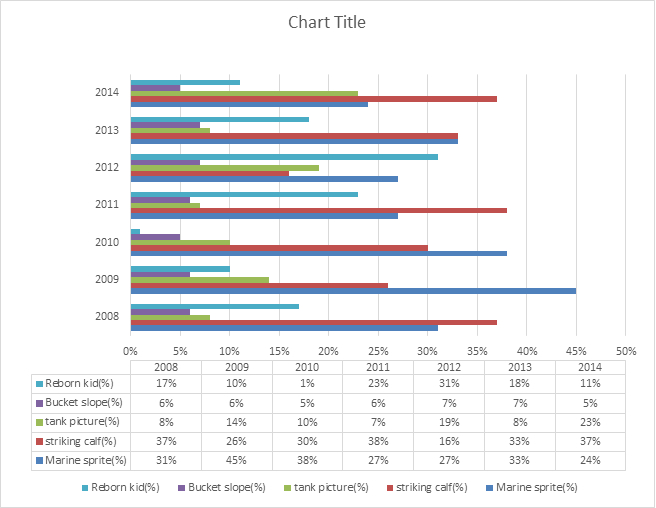 Chart Title
2014
2013
2012
2011
2010
2009
2008
0% 5% 10% 15% 20% 25% 30% 35% 40% 45% 50%
2008 2009 2010 2011 2012 2013 2014
Reborn kid(%) 17% 10% 1% 23% 31% 18% 11%
Bucket slope(%) 6% 6% 5% 6% 7% 7% 5%
tank picture(%) 8% 14% 10% 7% 19% 8% 23%
striking calf(%) 37% 26% 30% 38% 16% 33% 37%
Marine sprite(%) 31% 45% 38% 27% 27% 33% 24%
Reborn kid(%) Bucket slope(%) tank picture(%) striking calf(%) Marine sprite(%)